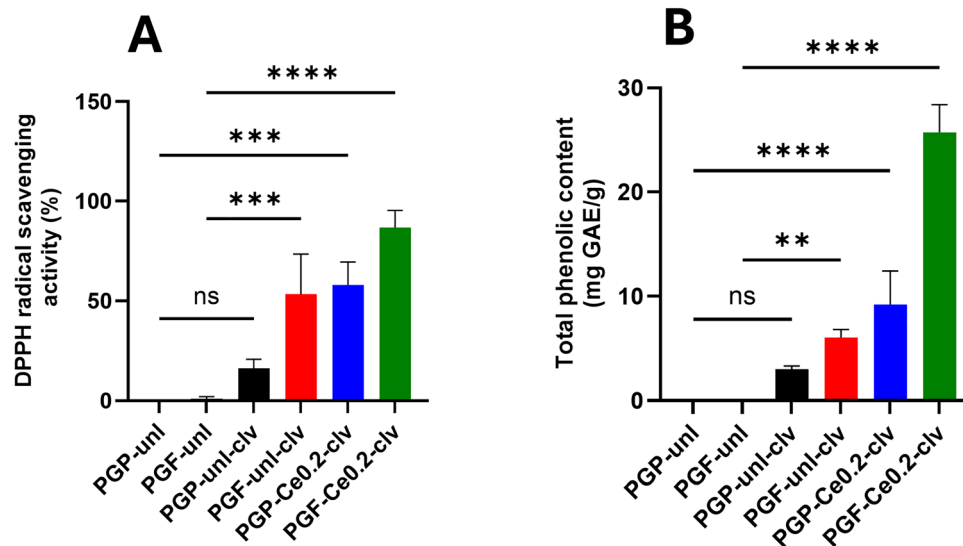 A
****
***
***
ns
150
100
50
0
DPPH radical scavenging
activity (%)
PGP-unl
PGF-unl
PGP-unl-clv
PGF-unl-clv
PGP-Ce0.2-clv
PGF-Ce0.2-clv
B
****
****
**
ns
30
20
10
0
Total phenolic content
(mg GAE/g)
PGP-unl
PGF-unl
PGP-unl-clv
PGF-unl-clv
PGP-Ce0.2-clv
PGF-Ce0.2-clv